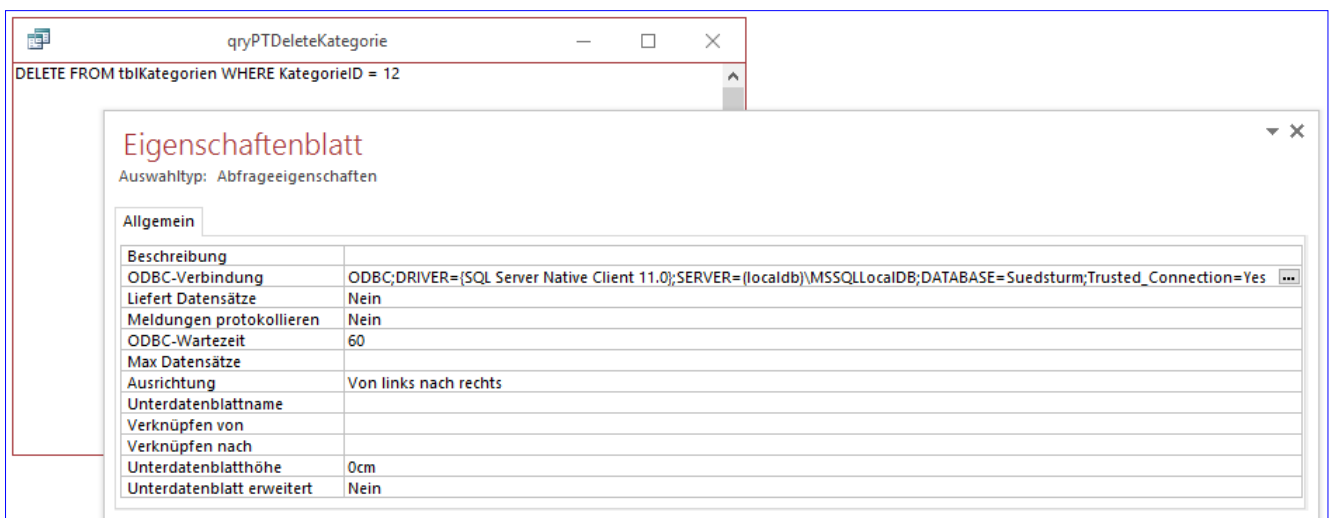 qryPTDeleteKategorie
DELETE FROM tblKategorien WHERE KategorieID = 12
Eigenschaftenblatt
Auswahltyp: Abfrageeigenschaften
Allgemein
Beschreibung
ODBC-Verbindung ODBC;DRIVER={SQL Server Native Client 11.0};SERVER=(localdb)\MSSQLLocalDB;DATABASE=Suedsturm;Trusted_Connection=Yes ...
Liefert Datensätze Nein
Meldungen protokollieren Nein
ODBC-Wartezeit 60
Max Datensätze
Ausrichtung Von links nach rechts
Unterdatenblattname
Verknüpfen von
Verknüpfen nach
Unterdatenblatthöhe 0cm
Unterdatenblatt erweitert Nein